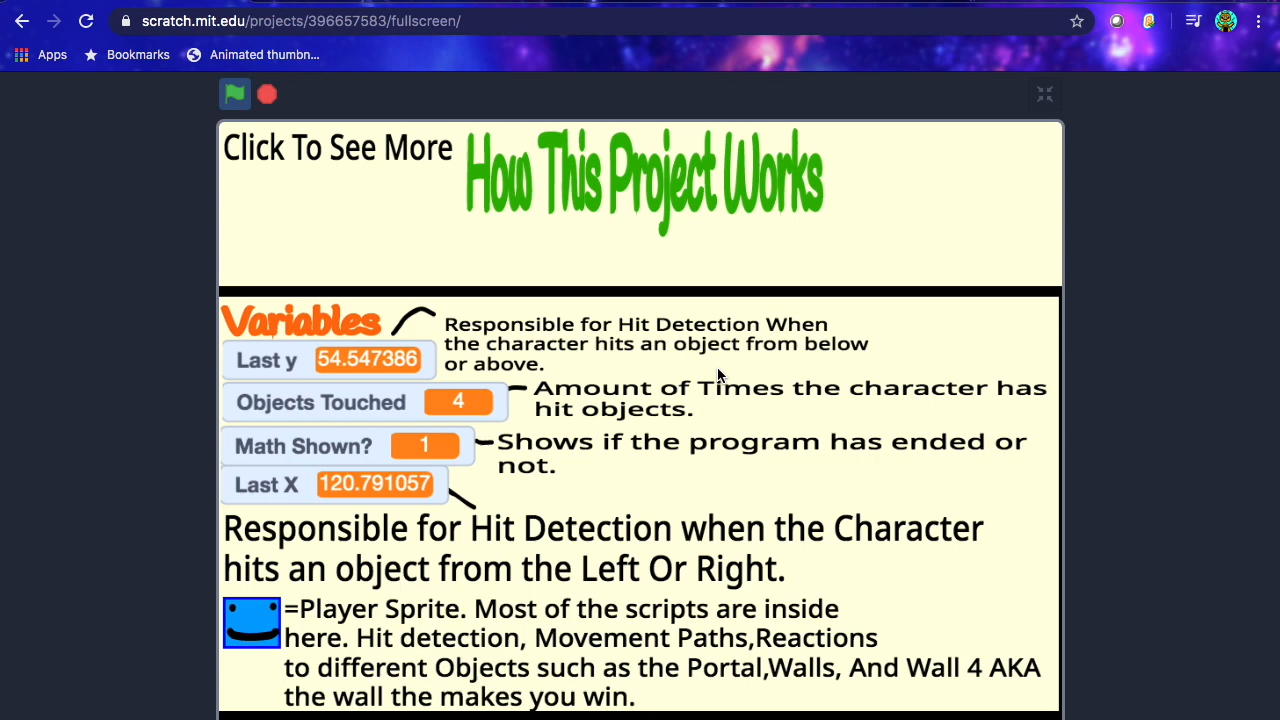 scratch.mit.edu/projects/396657583/fullscreen/
Apps Bookmarks Animated thumbn...
Click To See More
How This Project Works
Variables
Responsible for Hit Detection When
the character hits an object from below
or above.
Last y 54.547386
Amount of Times the character has
hit objects.
Objects Touched 4
Math Shown? 1
Shows if the program has ended or
not.
Last X 120.791057
Responsible for Hit Detection when the Character
hits an object from the Left Or Right.
=Player Sprite. Most of the scripts are inside
here. Hit detection, Movement Paths,Reactions
to different Objects such as the Portal,Walls, And Wall 4 AKA
the wall the makes you win.